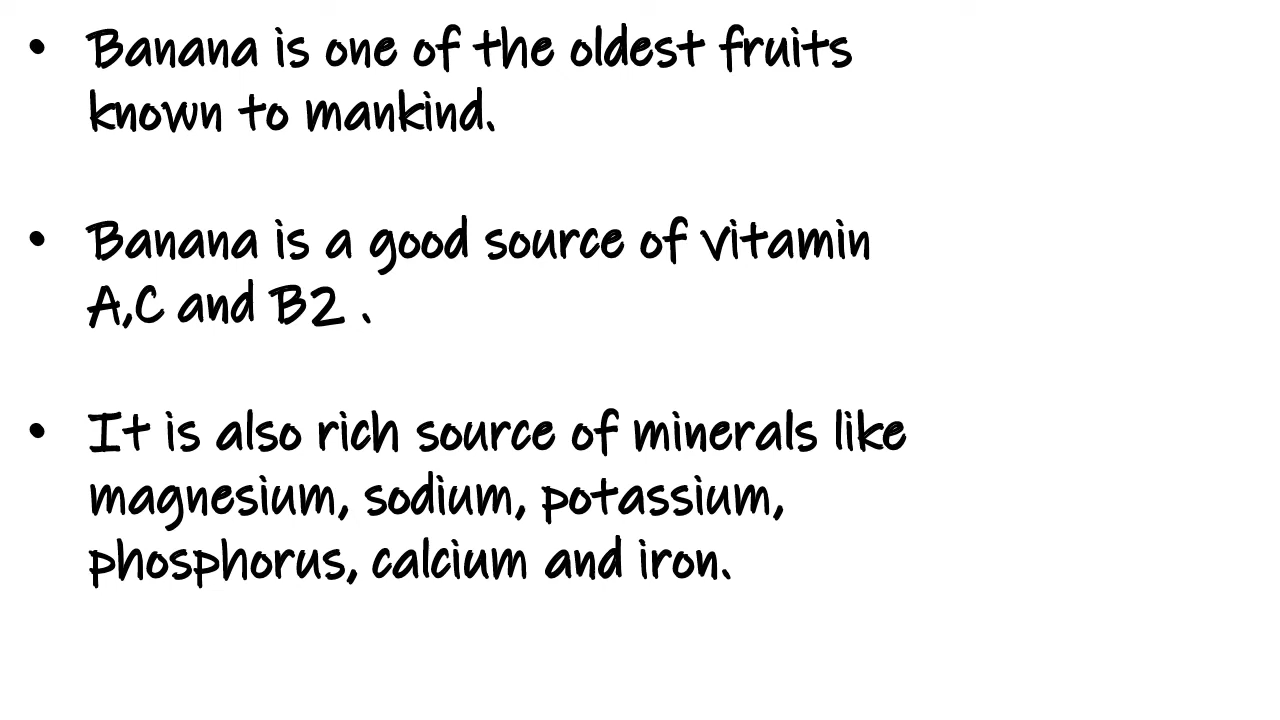 • Banana is one of the oldest fruits
known to mankind.
• Banana is a good source of vitamin
A,C and B2 .
• It is also rich source of minerals like
magnesium, sodium, potassium,
phosphorus, calcium and iron.